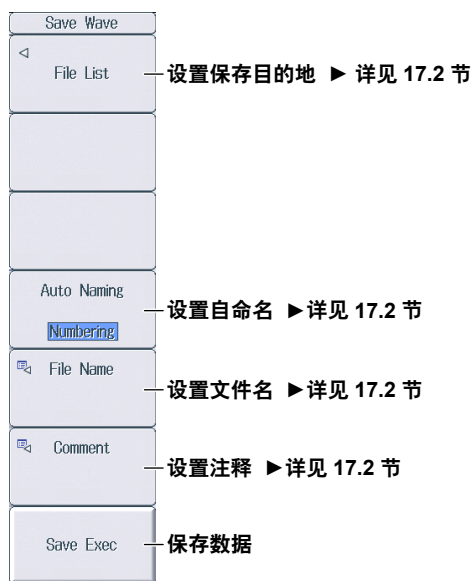 Save Wave
File List
设置保存目的地 ► 详见 17.2 节
Auto Naming
Numbering
设置自命名 ►详见 17.2 节
File Name
设置文件名 ►详见 17.2 节
Comment
设置注释 ►详见 17.2 节
Save Exec
保存数据